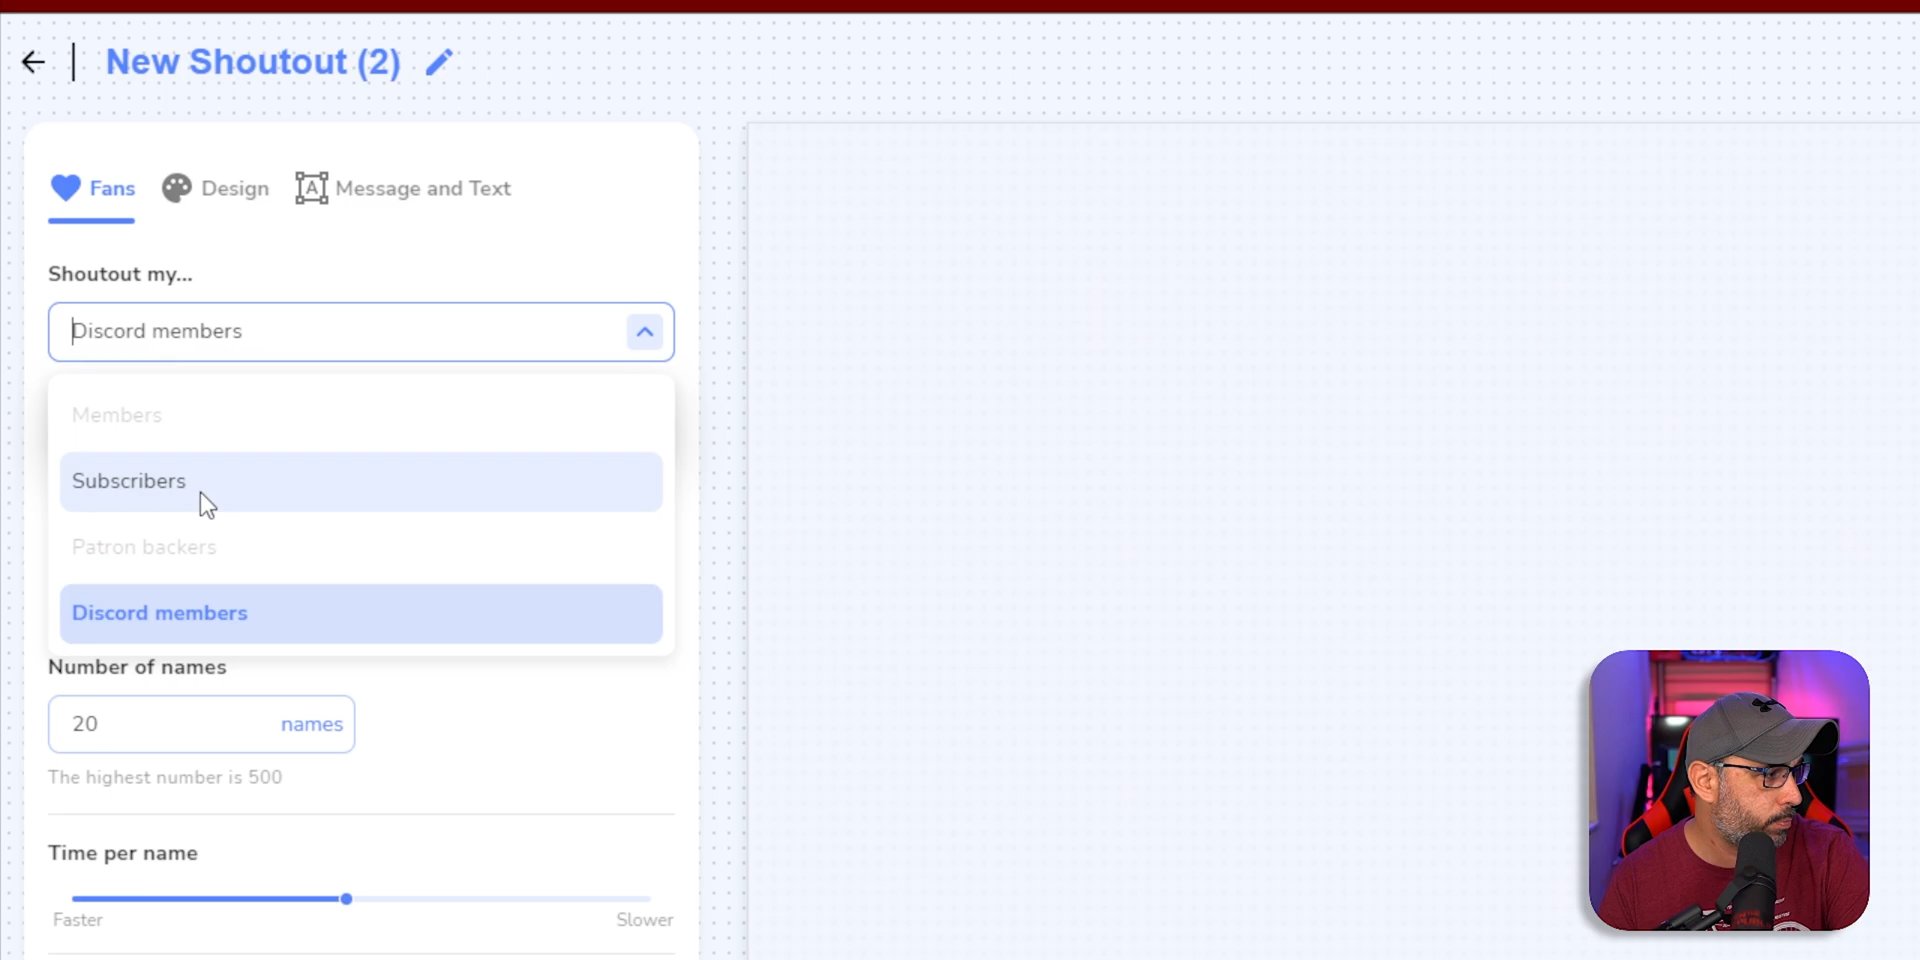 New Shoutout (2)
Fans
Design
A
Message and Text
Shoutout my...
Discord members
Members
Subscribers
Patron backers
Discord members
Number of names
20 names
The highest number is 500
Time per name
Faster
Slower